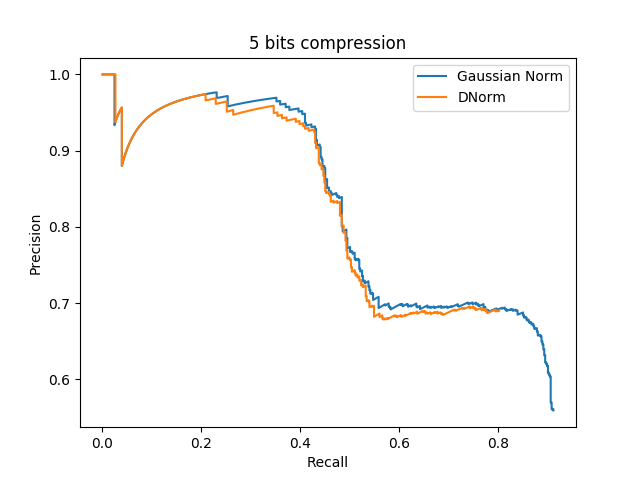 5 bits compression
Gaussian Norm
DNorm
1.0
0.9
0.8
0.7
0.6
Precision
0.0 0.2 0.4 0.6 0.8
Recall